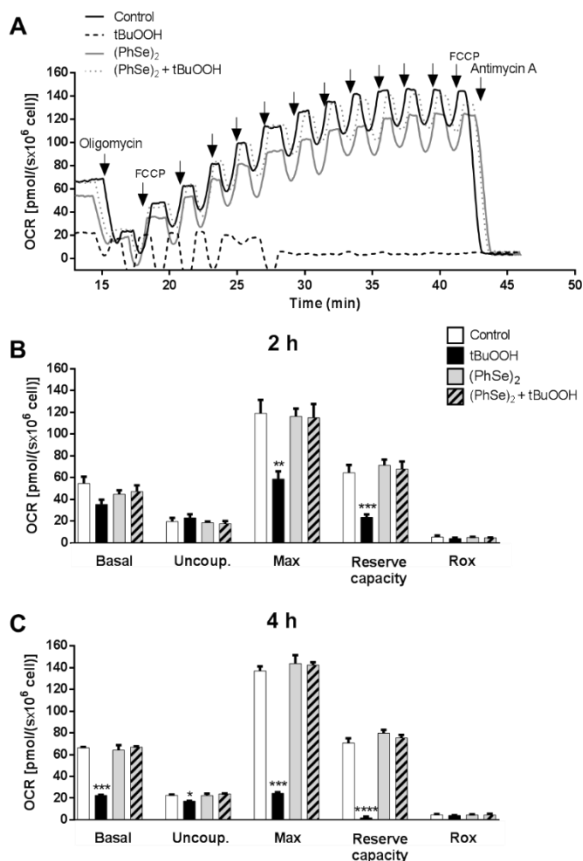 A
Control
tBuOOH
(PhSe)2
(PhSe)2 + tBuOOH
FCCP
Antimycin A
Oligomycin
FCCP
OCR [pmol/(sx10^6 cell)]
160
140
120
100
80
60
40
20
0
15 20 25 30 35 40 45 50
Time (min)
B
2 h
Control
tBuOOH
(PhSe)2
(PhSe)2 + tBuOOH
OCR [pmol/(sx10^6 cell)]
160
120
80
60
40
20
0
**
***
Basal Uncoup. Max Reserve capacity Rox
C
4 h
OCR [pmol/(sx10^6 cell)]
160
140
120
100
80
60
40
20
0
***
*
***
****
Basal Uncoup. Max Reserve capacity Rox